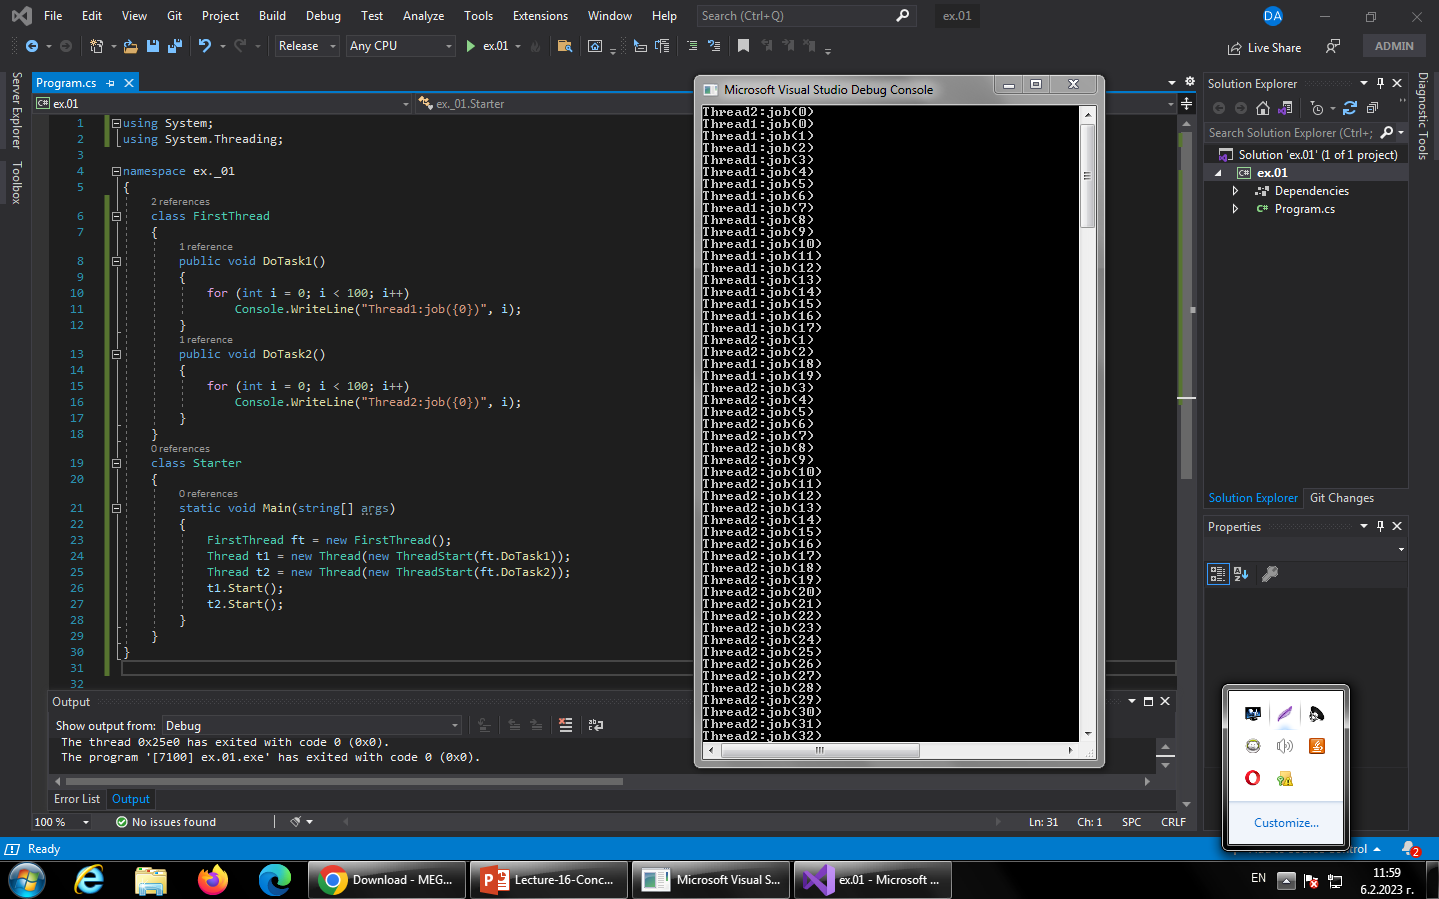 File Edit View Git Project Build Debug Test Analyze Tools Extensions Window Help Search (Ctrl+Q) ex.01 DA
Release Any CPU ex.01 Live Share ADMIN
Server Explorer
Toolbox
Program.cs
ex.01 ex._01.Starter
1 using System;
2 using System.Threading;
3
4 namespace ex._01
5 {
2 references
6 class FirstThread
7 {
1 reference
8 public void DoTask1()
9 {
10 for (int i = 0; i < 100; i++)
11 Console.WriteLine("Thread1:job({0})", i);
12 }
1 reference
13 public void DoTask2()
14 {
15 for (int i = 0; i < 100; i++)
16 Console.WriteLine("Thread2:job({0})", i);
17 }
18 }
0 references
19 class Starter
20 {
0 references
21 static void Main(string[] args)
22 {
23 FirstThread ft = new FirstThread();
24 Thread t1 = new Thread(new ThreadStart(ft.DoTask1));
25 Thread t2 = new Thread(new ThreadStart(ft.DoTask2));
26 t1.Start();
27 t2.Start();
28 }
29 }
30 }
31
32
Microsoft Visual Studio Debug Console
Thread2:job(0)
Thread1:job(0)
Thread1:job(1)
Thread1:job(2)
Thread1:job(3)
Thread1:job(4)
Thread1:job(5)
Thread1:job(6)
Thread1:job(7)
Thread1:job(8)
Thread1:job(9)
Thread1:job(10)
Thread1:job(11)
Thread1:job(12)
Thread1:job(13)
Thread1:job(14)
Thread1:job(15)
Thread1:job(16)
Thread1:job(17)
Thread2:job(1)
Thread2:job(2)
Thread1:job(18)
Thread1:job(19)
Thread2:job(3)
Thread2:job(4)
Thread2:job(5)
Thread2:job(6)
Thread2:job(7)
Thread2:job(8)
Thread2:job(9)
Thread2:job(10)
Thread2:job(11)
Thread2:job(12)
Thread2:job(13)
Thread2:job(14)
Thread2:job(15)
Thread2:job(16)
Thread2:job(17)
Thread2:job(18)
Thread2:job(19)
Thread2:job(20)
Thread2:job(21)
Thread2:job(22)
Thread2:job(23)
Thread2:job(24)
Thread2:job(25)
Thread2:job(26)
Thread2:job(27)
Thread2:job(28)
Thread2:job(29)
Thread2:job(30)
Thread2:job(31)
Thread2:job(32)
Solution Explorer
Search Solution Explorer (Ctrl+;
Solution 'ex.01' (1 of 1 project)
ex.01
Dependencies
C# Program.cs
Solution Explorer Git Changes
Properties
Diagnostic Tools
Output
Show output from: Debug
The thread 0x25e0 has exited with code 0 (0x0).
The program '[7100] ex.01.exe' has exited with code 0 (0x0).
Error List Output
100 % No issues found Ln: 31 Ch: 1 SPC CRLF
Customize...
Ready Control 2
Download - MEG... Lecture-16-Conc... Microsoft Visual S... ex.01 - Microsoft ... EN 11:59
6.2.2023 г.